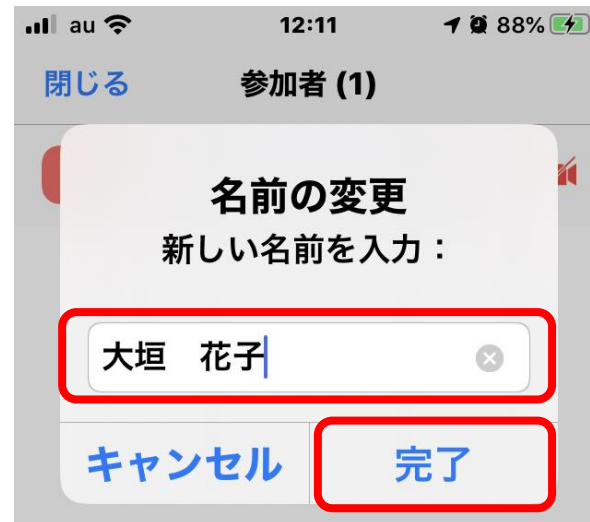 au 12:11 88%
閉じる 参加者 (1)
名前の変更
新しい名前を入力：
大垣　花子
キャンセル 完了